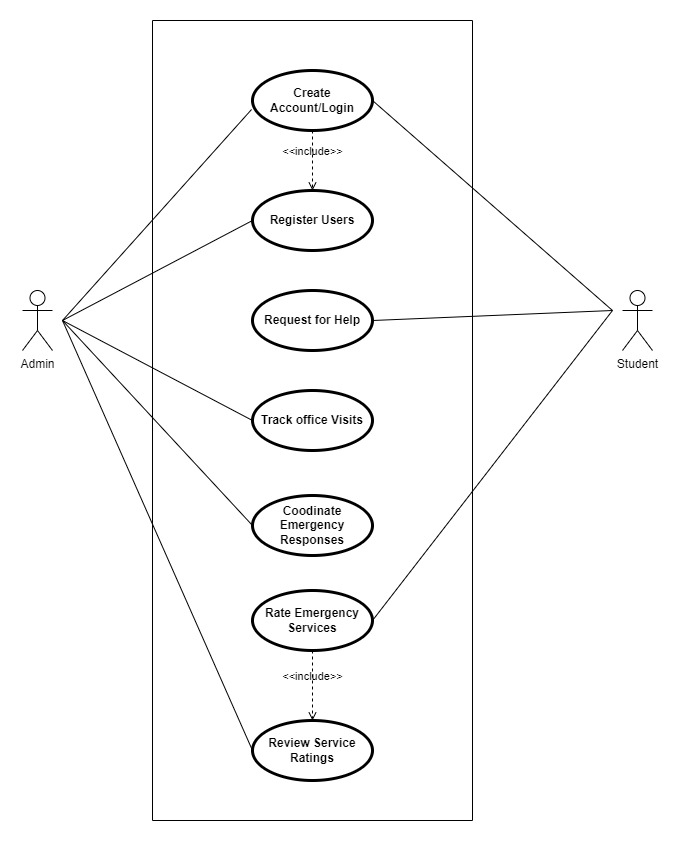 Create
Account/Login
<<include>>
Register Users
Request for Help
Admin
Student
Track office Visits
Coodinate
Emergency
Responses
Rate Emergency
Services
<<include>>
Review Service
Ratings